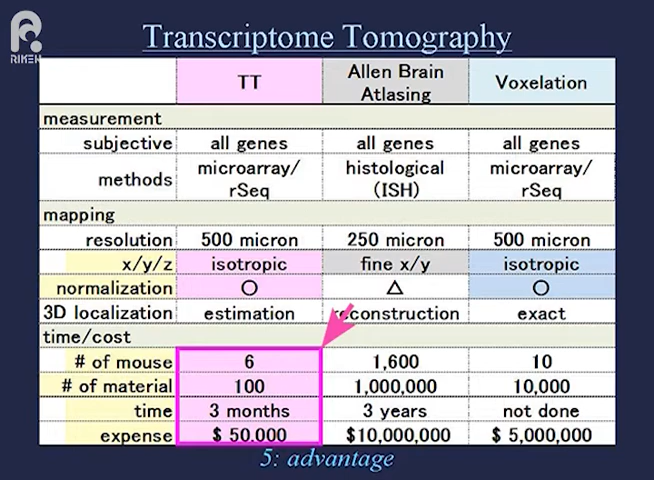 RIKEN
Transcriptome Tomography
TT Allen Brain Atlasing Voxelation
measurement
subjective all genes all genes all genes
methods microarray/rSeq histological (ISH) microarray/rSeq
mapping
resolution 500 micron 250 micron 500 micron
x/y/z isotropic fine x/y isotropic
normalization ○ △ ○
3D localization estimation reconstruction exact
time/cost
# of mouse 6 1,600 10
# of material 100 1,000,000 10,000
time 3 months 3 years not done
expense $ 50,000 $10,000,000 $ 5,000,000
5: advantage